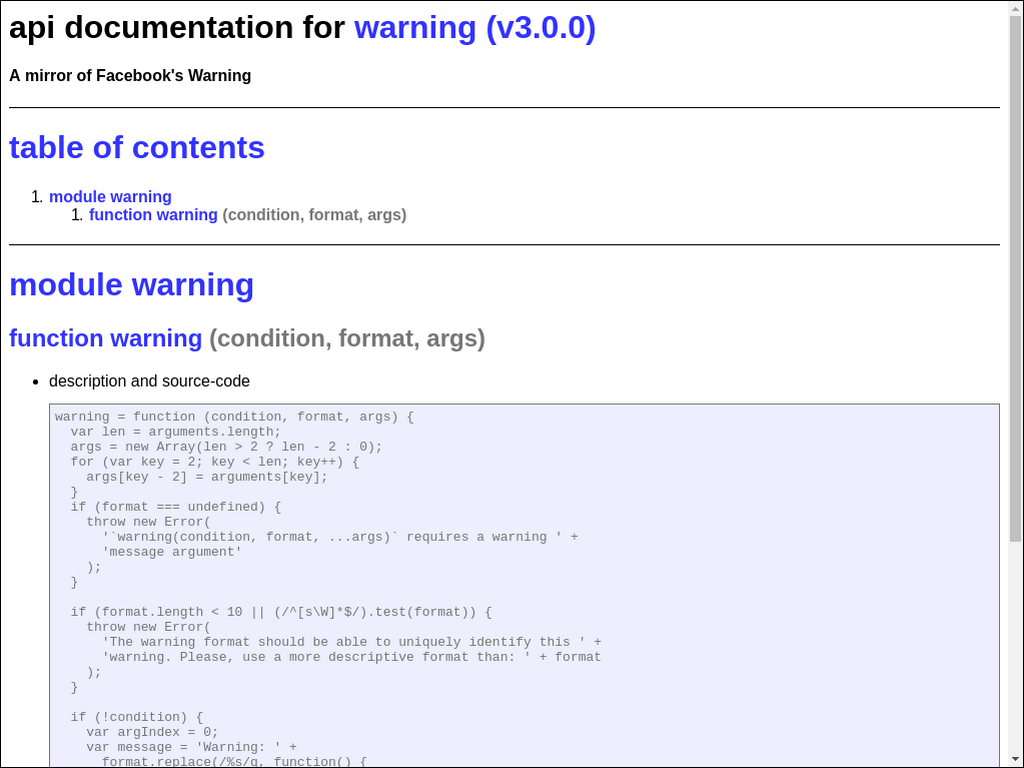 api documentation for warning (v3.0.0)
A mirror of Facebook's Warning
table of contents
1. module warning
1. function warning (condition, format, args)
module warning
function warning (condition, format, args)
• description and source-code
warning = function (condition, format, args) {
  var len = arguments.length;
  args = new Array(len > 2 ? len - 2 : 0);
  for (var key = 2; key < len; key++) {
    args[key - 2] = arguments[key];
  }
  if (format === undefined) {
    throw new Error(
      '`warning(condition, format, ...args)` requires a warning ' +
      'message argument'
    );
  }
  if (format.length < 10 || (/^[s\W]*$/).test(format)) {
    throw new Error(
      'The warning format should be able to uniquely identify this ' +
      'warning. Please, use a more descriptive format than: ' + format
    );
  }
  if (!condition) {
    var argIndex = 0;
    var message = 'Warning: ' +
      format.replace(/%s/g, function() {